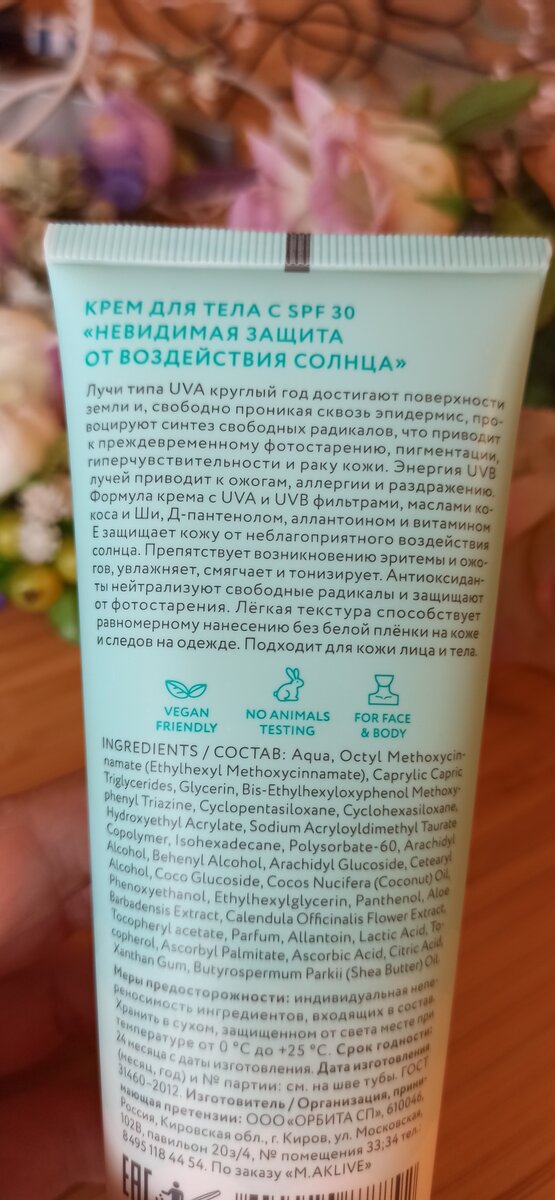 КРЕМ ДЛЯ ТЕЛА С SPF 30
«НЕВИДИМАЯ ЗАЩИТА
ОТ ВОЗДЕЙСТВИЯ СОЛНЦА»
Лучи типа UVA круглый год достигают поверхности
земли и, свободно проникая сквозь эпидермис, про-
воцируют синтез свободных радикалов, что приводит
к преждевременному фотостарению, пигментации,
гиперчувствительности и раку кожи. Энергия UVB
лучей приводит к ожогам, аллергии и раздражению.
Формула крема с UVA и UVB фильтрами, маслами ко-
коса и Ши, Д-пантенолом, аллантоином и витамином
Е защищает кожу от неблагоприятного воздействия
солнца. Препятствует возникновению эритемы и ожо-
гов, увлажняет, смягчает и тонизирует. Антиоксидан-
ты нейтрализуют свободные радикалы и защищают
от фотостарения. Лёгкая текстура способствует
равномерному нанесению без белой плёнки на коже
и следов на одежде. Подходит для кожи лица и тела.
VEGAN
FRIENDLY
NO ANIMALS
TESTING
FOR FACE
& BODY
INGREDIENTS / СОСТАВ: Aqua, Octyl Methoxycin-
namate (Ethylhexyl Methoxycinnamate), Caprylic Capric
Triglycerides, Glycerin, Bis-Ethylhexyloxyphenol Methoxy-
phenyl Triazine, Cyclopentasiloxane, Cyclohexasiloxane,
Hydroxyethyl Acrylate, Sodium Acryloyldimethyl Taurate
Copolymer, Isohexadecane, Polysorbate-60, Arachidyl
Alcohol, Behenyl Alcohol, Arachidyl Glucoside, Cetearyl
Alcohol, Coco Glucoside, Cocos Nucifera (Coconut) Oil,
Phenoxyethanol, Ethylhexylglycerin, Panthenol, Aloe
Barbadensis Extract, Calendula Officinalis Flower Extract,
Tocopheryl acetate, Parfum, Allantoin, Lactic Acid, To-
copherol, Ascorbyl Palmitate, Ascorbic Acid, Citric Acid,
Xanthan Gum, Butyrospermum Parkii (Shea Butter) Oil.
Меры предосторожности: индивидуальная непе-
реносимость ингредиентов, входящих в состав.
Хранить в сухом, защищенном от света месте при
температуре от 0 °C до +25 °C. Срок годности:
24 месяца с даты изготовления. Дата изготовления
(месяц, год) и № партии: см. на шве тубы. ГОСТ
31460-2012. Изготовитель / Организация, прини-
мающая претензии: ООО «ОРБИТА СП», 610046,
Россия, Кировская обл., г. Киров, ул. Московская,
102В, павильон 20з/4, № помещения 33;34 тел.:
8495 118 44 54. По заказу «M.AKLIVE»
EAC